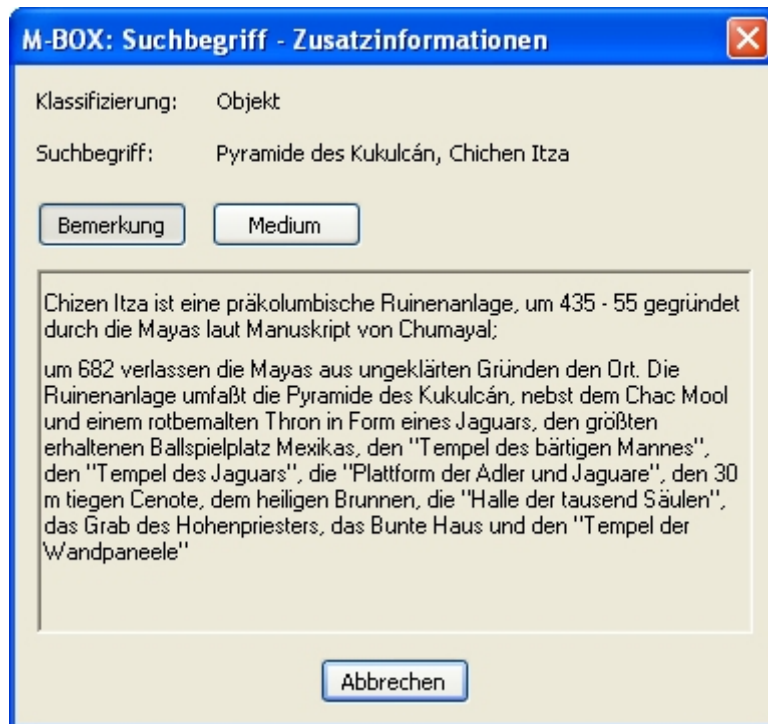 M-BOX: Suchbegriff - Zusatzinformationen
Klassifizierung: Objekt
Suchbegriff: Pyramide des Kukulcán, Chichen Itza
Bemerkung Medium
Chizen Itza ist eine präkolumbische Ruinenanlage, um 435 - 55 gegründet
durch die Mayas laut Manuskript von Chumayal;
um 682 verlassen die Mayas aus ungeklärten Gründen den Ort. Die
Ruinenanlage umfaßt die Pyramide des Kukulcán, nebst dem Chac Mool
und einem rotbemalten Thron in Form eines Jaguars, den größten
erhaltenen Ballspielplatz Mexikas, den "Tempel des bärtigen Mannes",
den "Tempel des Jaguars", die "Plattform der Adler und Jaguare", den 30
m tiegen Cenote, dem heiligen Brunnen, die "Halle der tausend Säulen",
das Grab des Hohenpriesters, das Bunte Haus und den "Tempel der
Wandpaneele"
Abbrechen